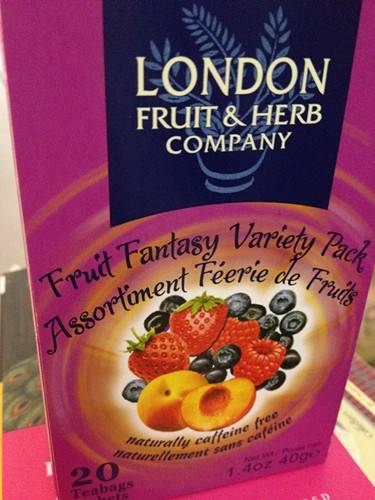 LONDON
FRUIT & HERB
COMPANY
Fruit Fantasy Variety Pack
Assortiment Féerie de Fruits
naturally caffeine free
naturellement sans caféine
20
Teabags
Net Wt / Poids net
1.4oz 40g e